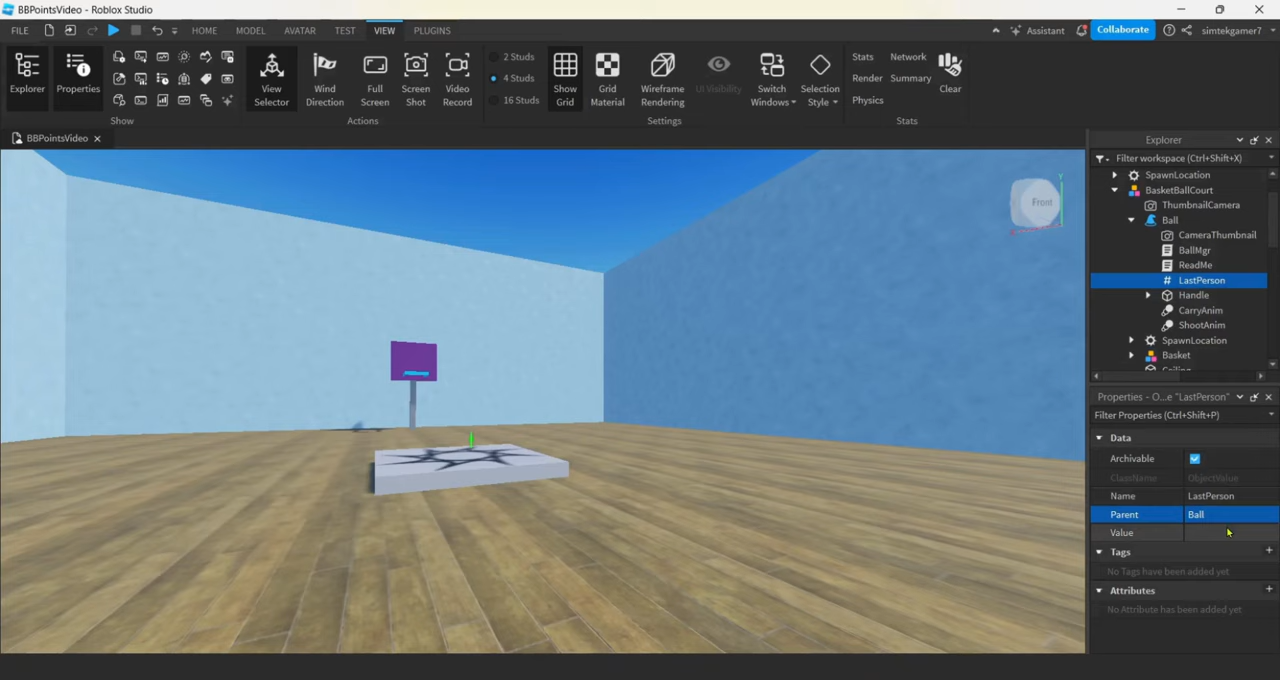 BBPointsVideo - Roblox Studio
FILE
HOME
MODEL
AVATAR
TEST
VIEW
PLUGINS
Assistant
Collaborate
simtekgamer7
Explorer
Properties
Show
View
Selector
Wind
Direction
Full
Screen
Screen
Shot
Video
Record
Actions
2 Studs
4 Studs
16 Studs
Show
Grid
Grid
Material
Wireframe
Rendering
UI Visibility
Switch
Windows
Selection
Style
Settings
Stats
Network
Render
Summary
Physics
Clear
Stats
BBPointsVideo
Front
Y
Explorer
Filter workspace (Ctrl+Shift+X)
SpawnLocation
BasketBallCourt
ThumbnailCamera
Ball
CameraThumbnail
BallMgr
ReadMe
# LastPerson
Handle
CarryAnim
ShootAnim
SpawnLocation
Basket
Ceiling
Properties - O...e "LastPerson"
Filter Properties (Ctrl+Shift+P)
Data
Archivable
ClassName ObjectValue
Name LastPerson
Parent Ball
Value
Tags
No Tags have been added yet
Attributes
No Attribute has been added yet